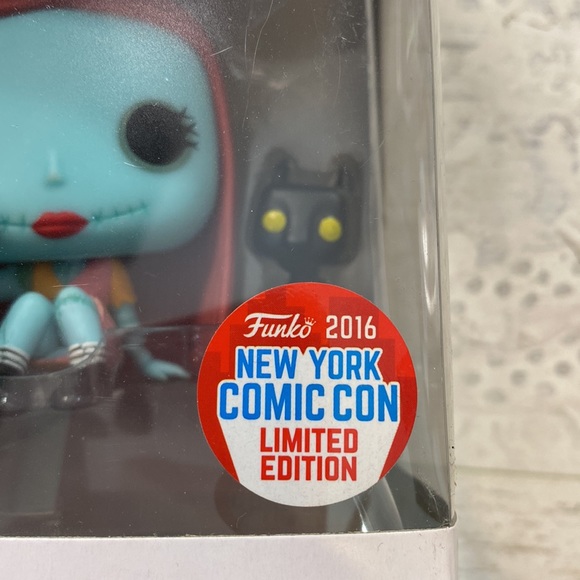 Funko 2016
NEW YORK
COMIC CON
LIMITED
EDITION